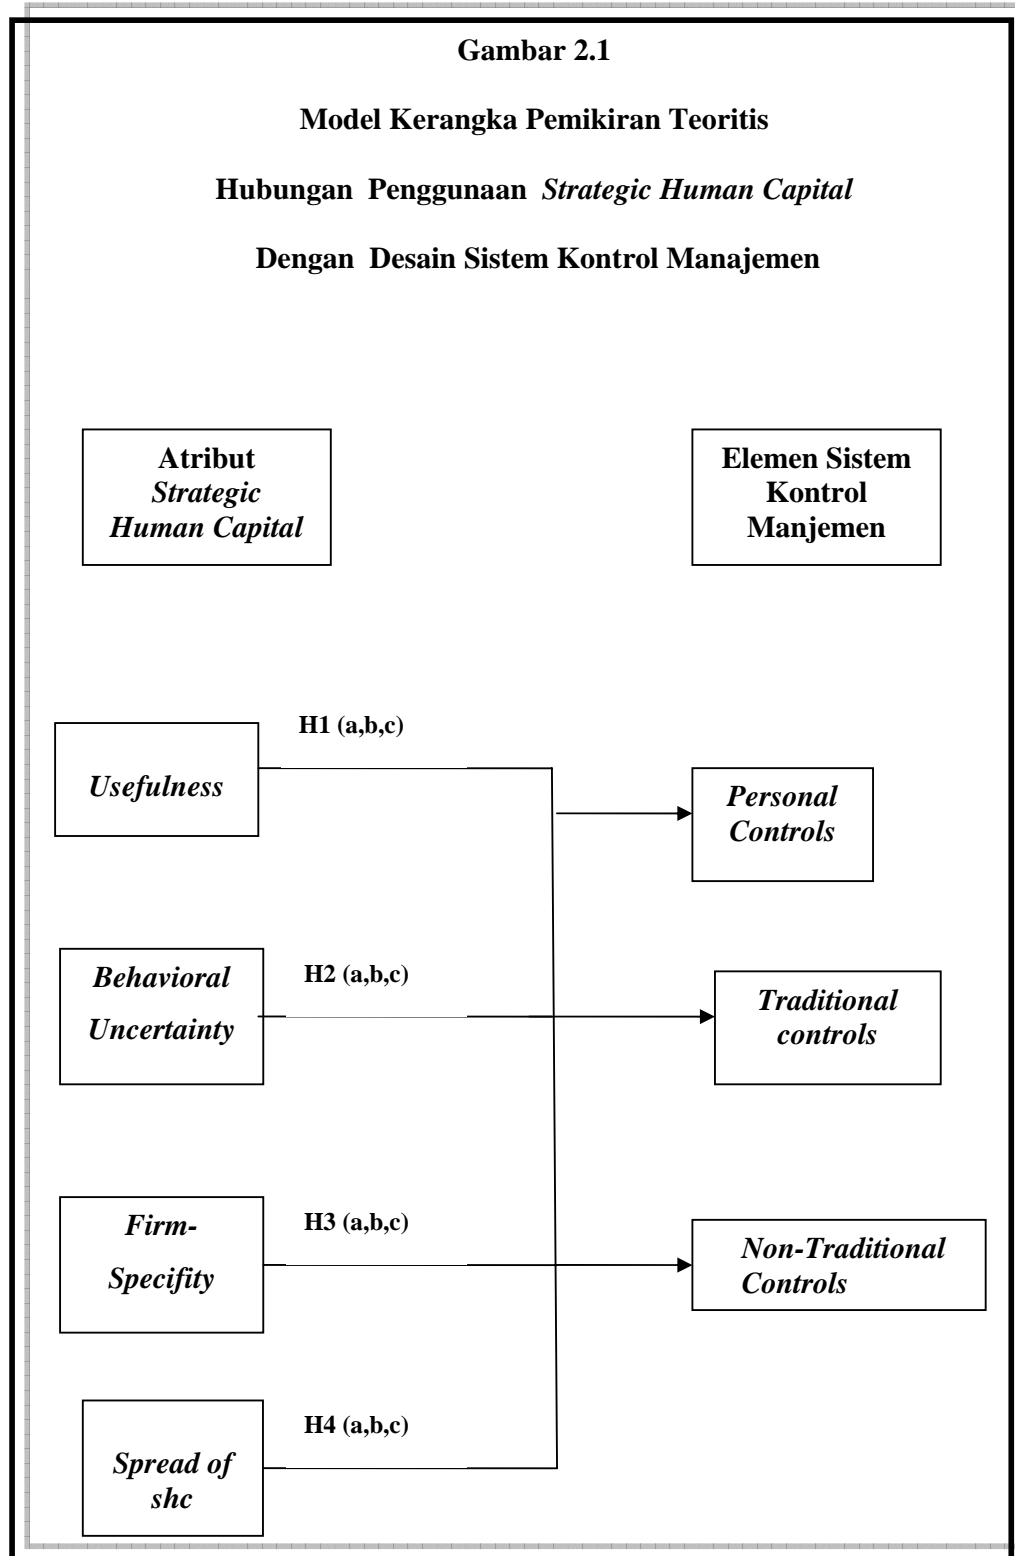 Gambar 2.1
Model Kerangka Pemikiran Teoritis
Hubungan Penggunaan Strategic Human Capital
Dengan Desain Sistem Kontrol Manajemen
Atribut
Strategic
Human Capital
Elemen Sistem
Kontrol
Manjemen
H1 (a,b,c)
Usefulness
Personal
Controls
Behavioral
Uncertainty
H2 (a,b,c)
Traditional
controls
Firm-
Specifity
H3 (a,b,c)
Non-Traditional
Controls
H4 (a,b,c)
Spread of
shc